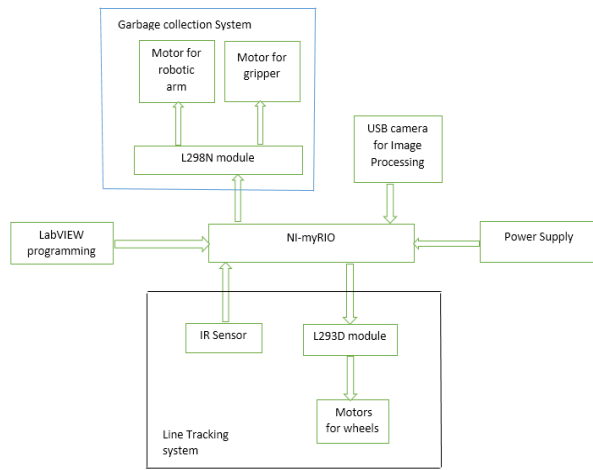 Garbage collection System
Motor for
robotic
arm
Motor for
gripper
L298N module
USB camera
for Image
Processing
LabVIEW
programming
NI-myRIO
Power Supply
IR Sensor
L293D module
Motors
for wheels
Line Tracking
system